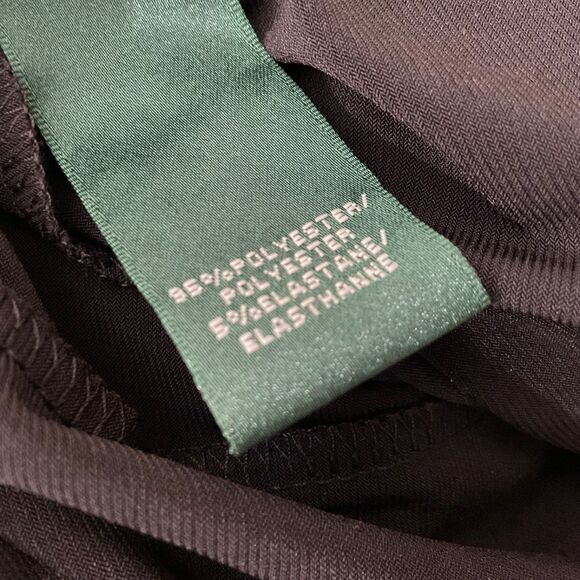 95%POLYESTER/
POLYESTER
5%ELASTANE/
ELASTHANNE